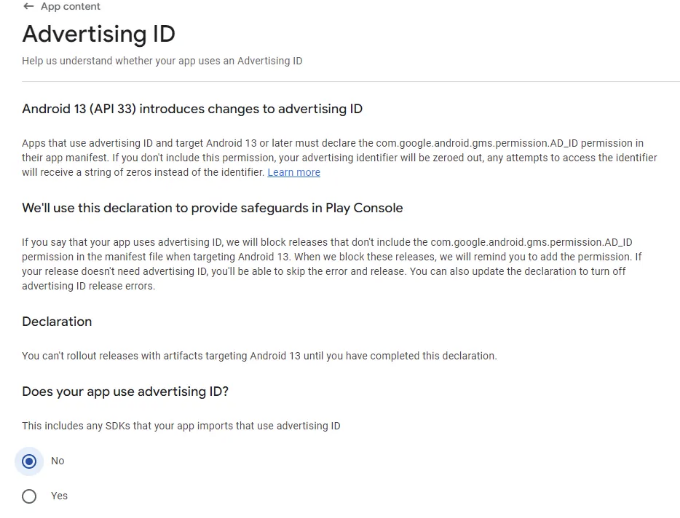 ← App content
Advertising ID
Help us understand whether your app uses an Advertising ID
Android 13 (API 33) introduces changes to advertising ID
Apps that use advertising ID and target Android 13 or later must declare the com.google.android.gms.permission.AD_ID permission in
their app manifest. If you don't include this permission, your advertising identifier will be zeroed out, any attempts to access the identifier
will receive a string of zeros instead of the identifier. Learn more
We'll use this declaration to provide safeguards in Play Console
If you say that your app uses advertising ID, we will block releases that don't include the com.google.android.gms.permission.AD_ID
permission in the manifest file when targeting Android 13. When we block these releases, we will remind you to add the permission. If
your release doesn't need advertising ID, you'll be able to skip the error and release. You can also update the declaration to turn off
advertising ID release errors.
Declaration
You can't rollout releases with artifacts targeting Android 13 until you have completed this declaration.
Does your app use advertising ID?
This includes any SDKs that your app imports that use advertising ID
No
Yes